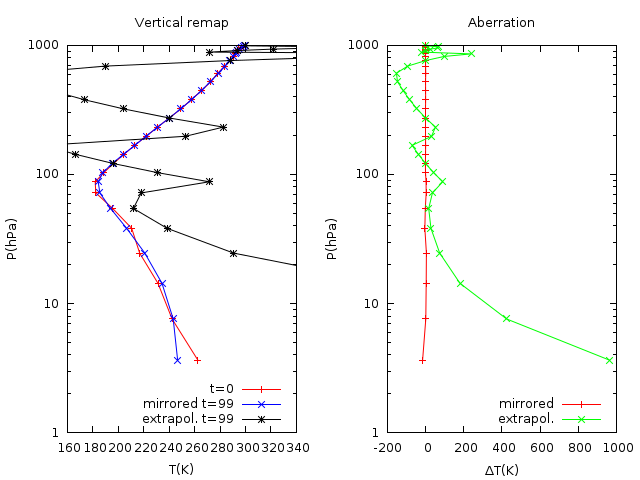 Vertical remap
1000
100
10
1
P(hPa)
160 180 200 220 240 260 280 300 320 340
T(K)
t=0
mirrored t=99
extrapol. t=99
Aberration
1000
100
10
1
P(hPa)
-200 0 200 400 600 800 1000
ΔT(K)
mirrored
extrapol.